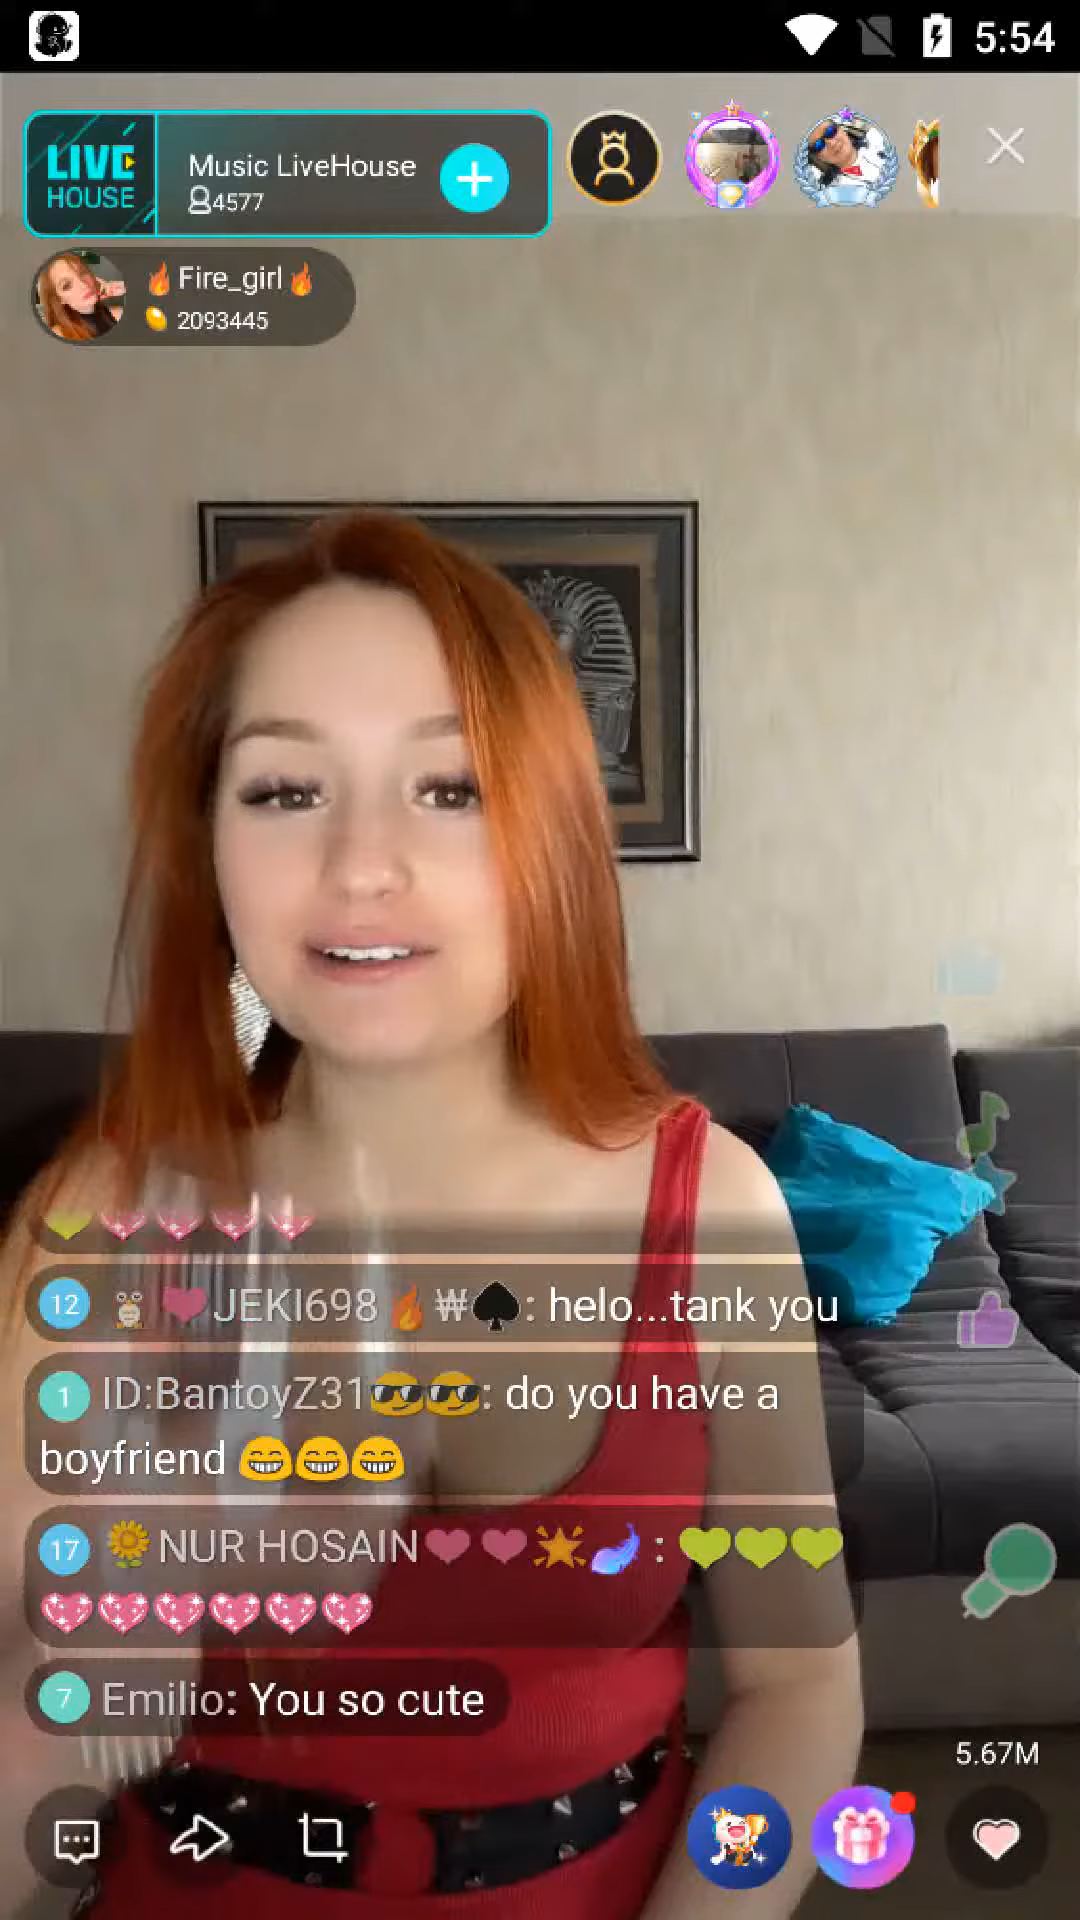 5:54
LIVE
HOUSE
Music LiveHouse
4577
🔥Fire_girl🔥
2093445
12 JEKI698🔥₩♠: helo...tank you
1 ID:BantoyZ31😎😎: do you have a
boyfriend 😁😁😁
17 🌻NUR HOSAIN❤❤🌟: 💚💚💚
💖💖💖💖💖💖
7 Emilio: You so cute
5.67M